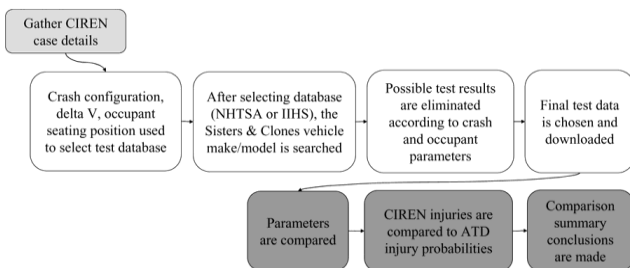 Gather CIREN
case details
Crash configuration,
delta V, occupant
seating position used
to select test database
After selecting database
(NHTSA or IIHS), the
Sisters & Clones vehicle
make/model is searched
Possible test results
are eliminated
according to crash
and occupant
parameters
Final test data
is chosen and
downloaded
Parameters
are compared
CIREN injuries are
compared to ATD
injury probabilities
Comparison
summary
conclusions
are made